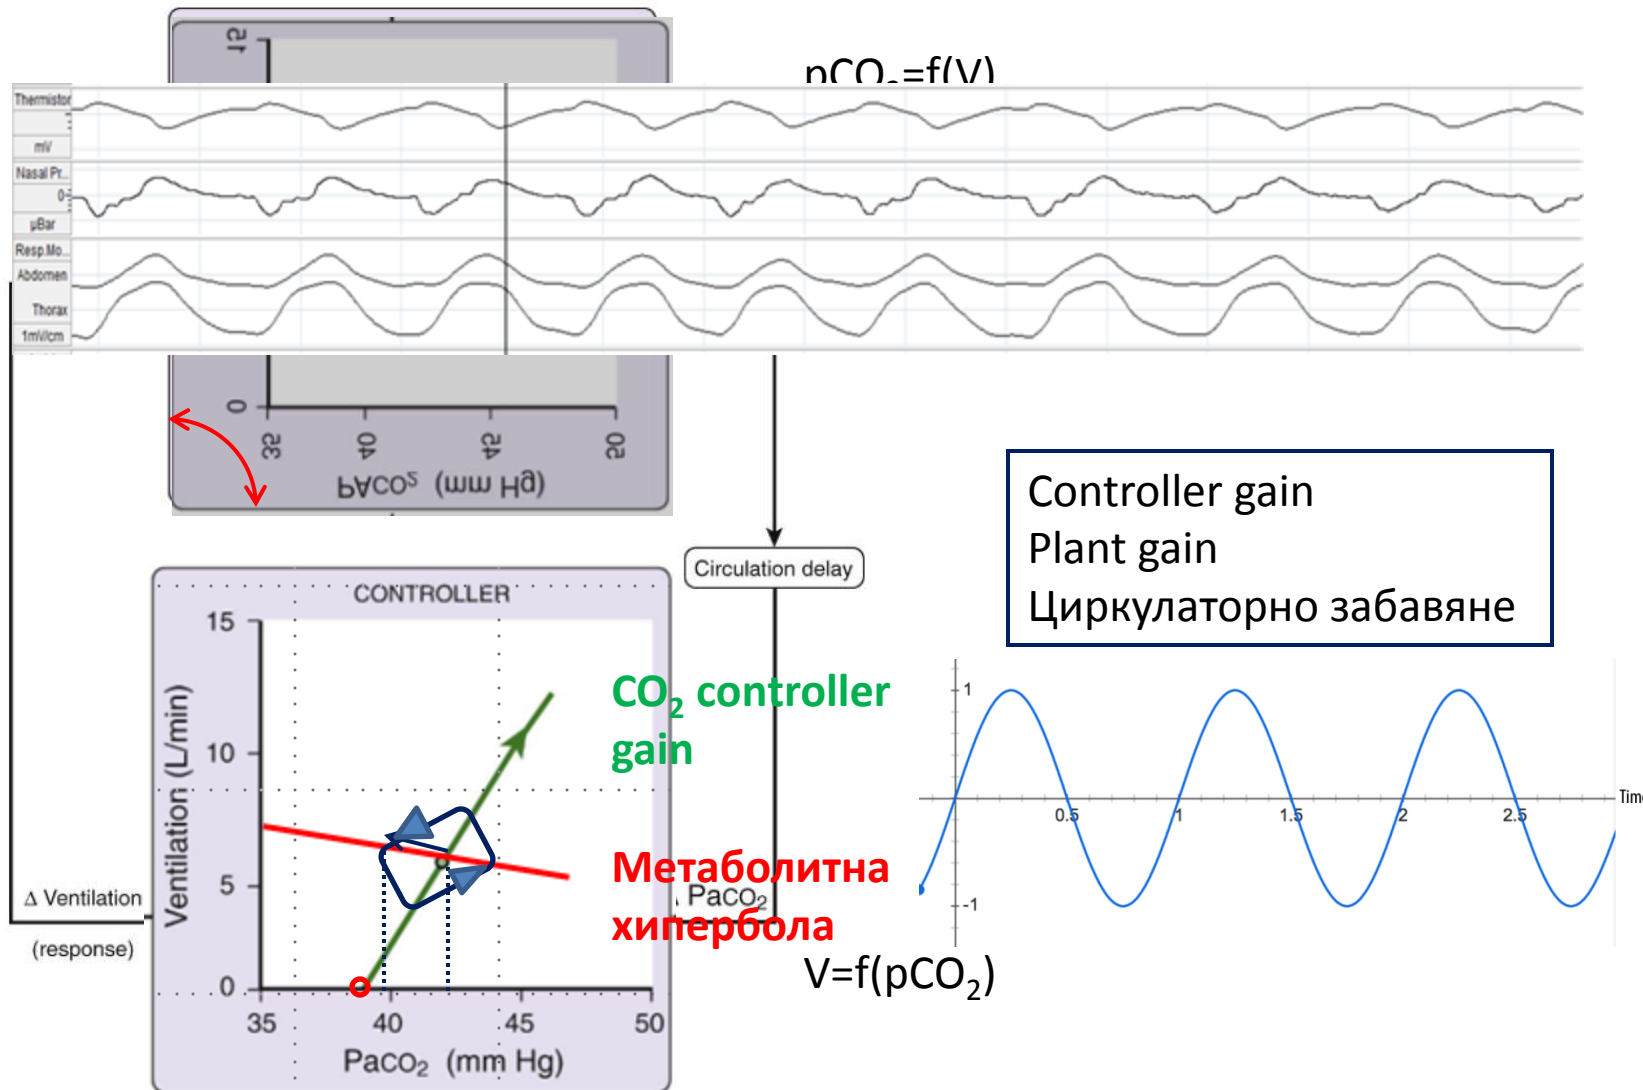 15
pCO2=f(V)
Thermistor
mV
Nasal Pr...
0
µBar
Resp.Mo...
Abdomen
Thorax
1mV/cm
0
35
40
45
50
PACO2 (mm Hg)
Controller gain
Plant gain
Циркулаторно забавяне
Circulation delay
CONTROLLER
15
10
5
0
Ventilation (L/min)
35
40
45
50
PaCO2 (mm Hg)
CO2 controller
gain
Метаболитна
хипербола
Δ Ventilation
(response)
PaCO2
V=f(pCO2)
1
-1
0.5
1
1.5
2
2.5